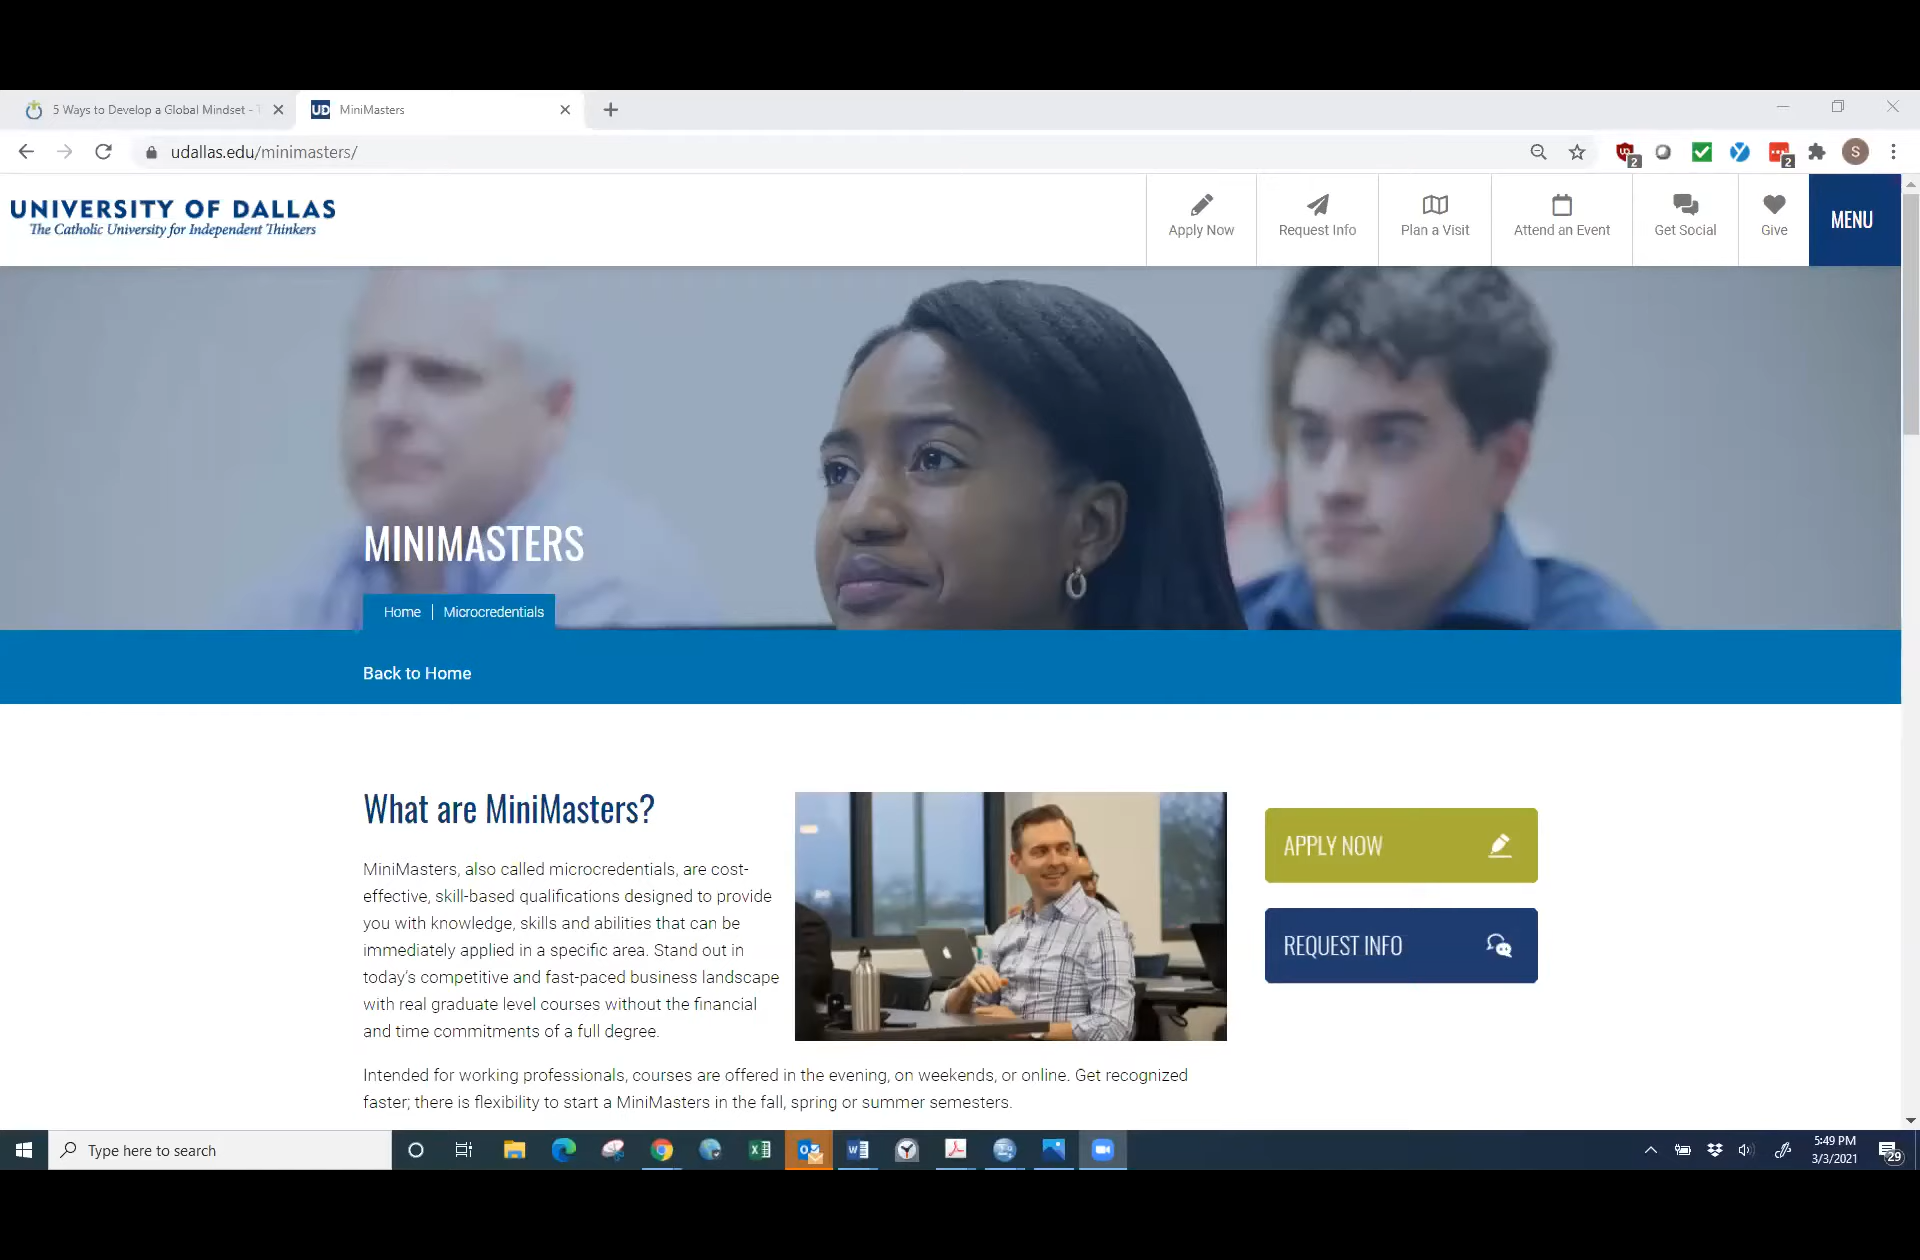 5 Ways to Develop a Global Mindset -
UD
MiniMasters
udallas.edu/minimasters/
2
2
S
UNIVERSITY OF DALLAS
The Catholic University for Independent Thinkers
Apply Now
Request Info
Plan a Visit
Attend an Event
Get Social
Give
MENU
MINIMASTERS
Home | Microcredentials
Back to Home
What are MiniMasters?
MiniMasters, also called microcredentials, are cost-
effective, skill-based qualifications designed to provide
you with knowledge, skills and abilities that can be
immediately applied in a specific area. Stand out in
today's competitive and fast-paced business landscape
with real graduate level courses without the financial
and time commitments of a full degree.
APPLY NOW
REQUEST INFO
Intended for working professionals, courses are offered in the evening, on weekends, or online. Get recognized
faster; there is flexibility to start a MiniMasters in the fall, spring or summer semesters.
Type here to search
5:49 PM
3/3/2021
29